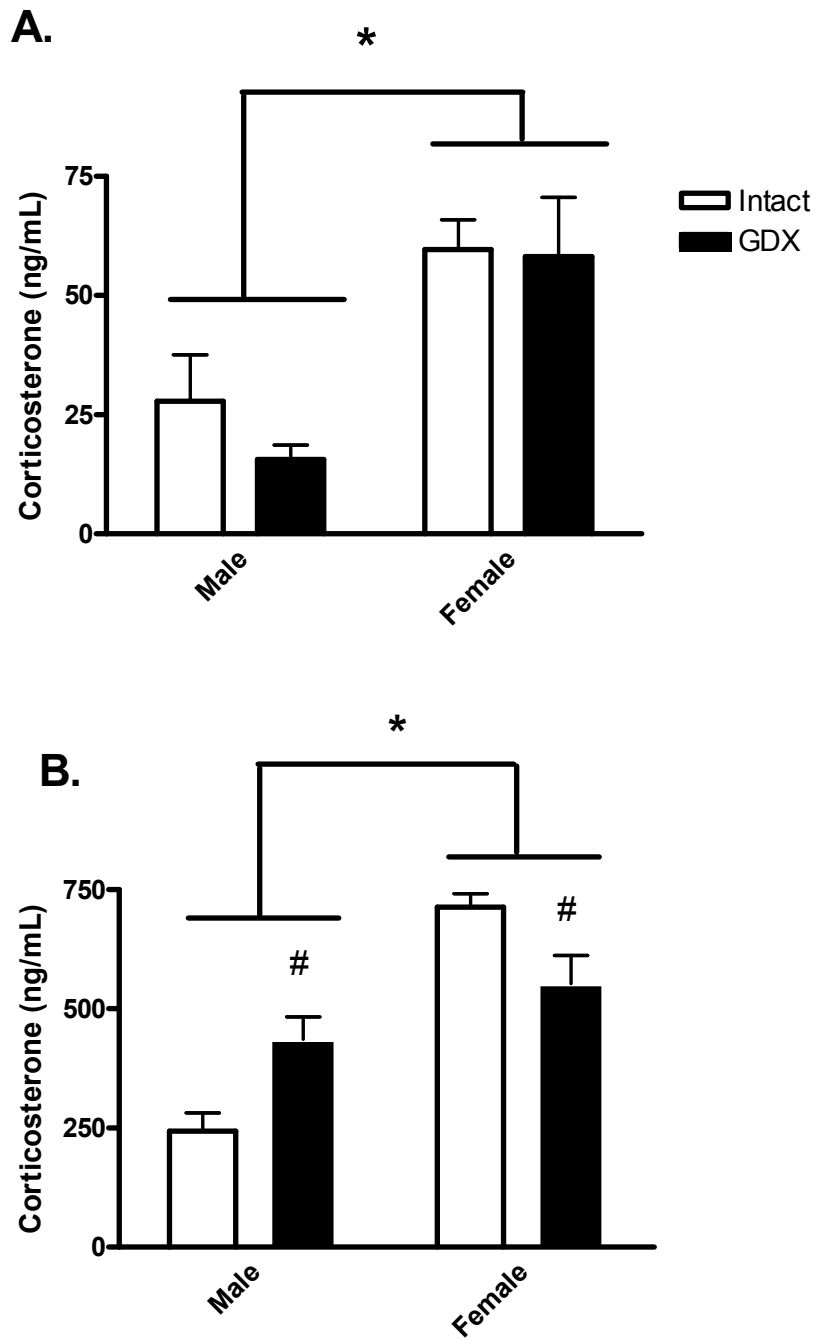 A.
*
75
50
25
0
Corticosterone (ng/mL)
Intact
GDX
Male
Female
*
B.
750
500
250
0
Corticosterone (ng/mL)
#
#
Male
Female